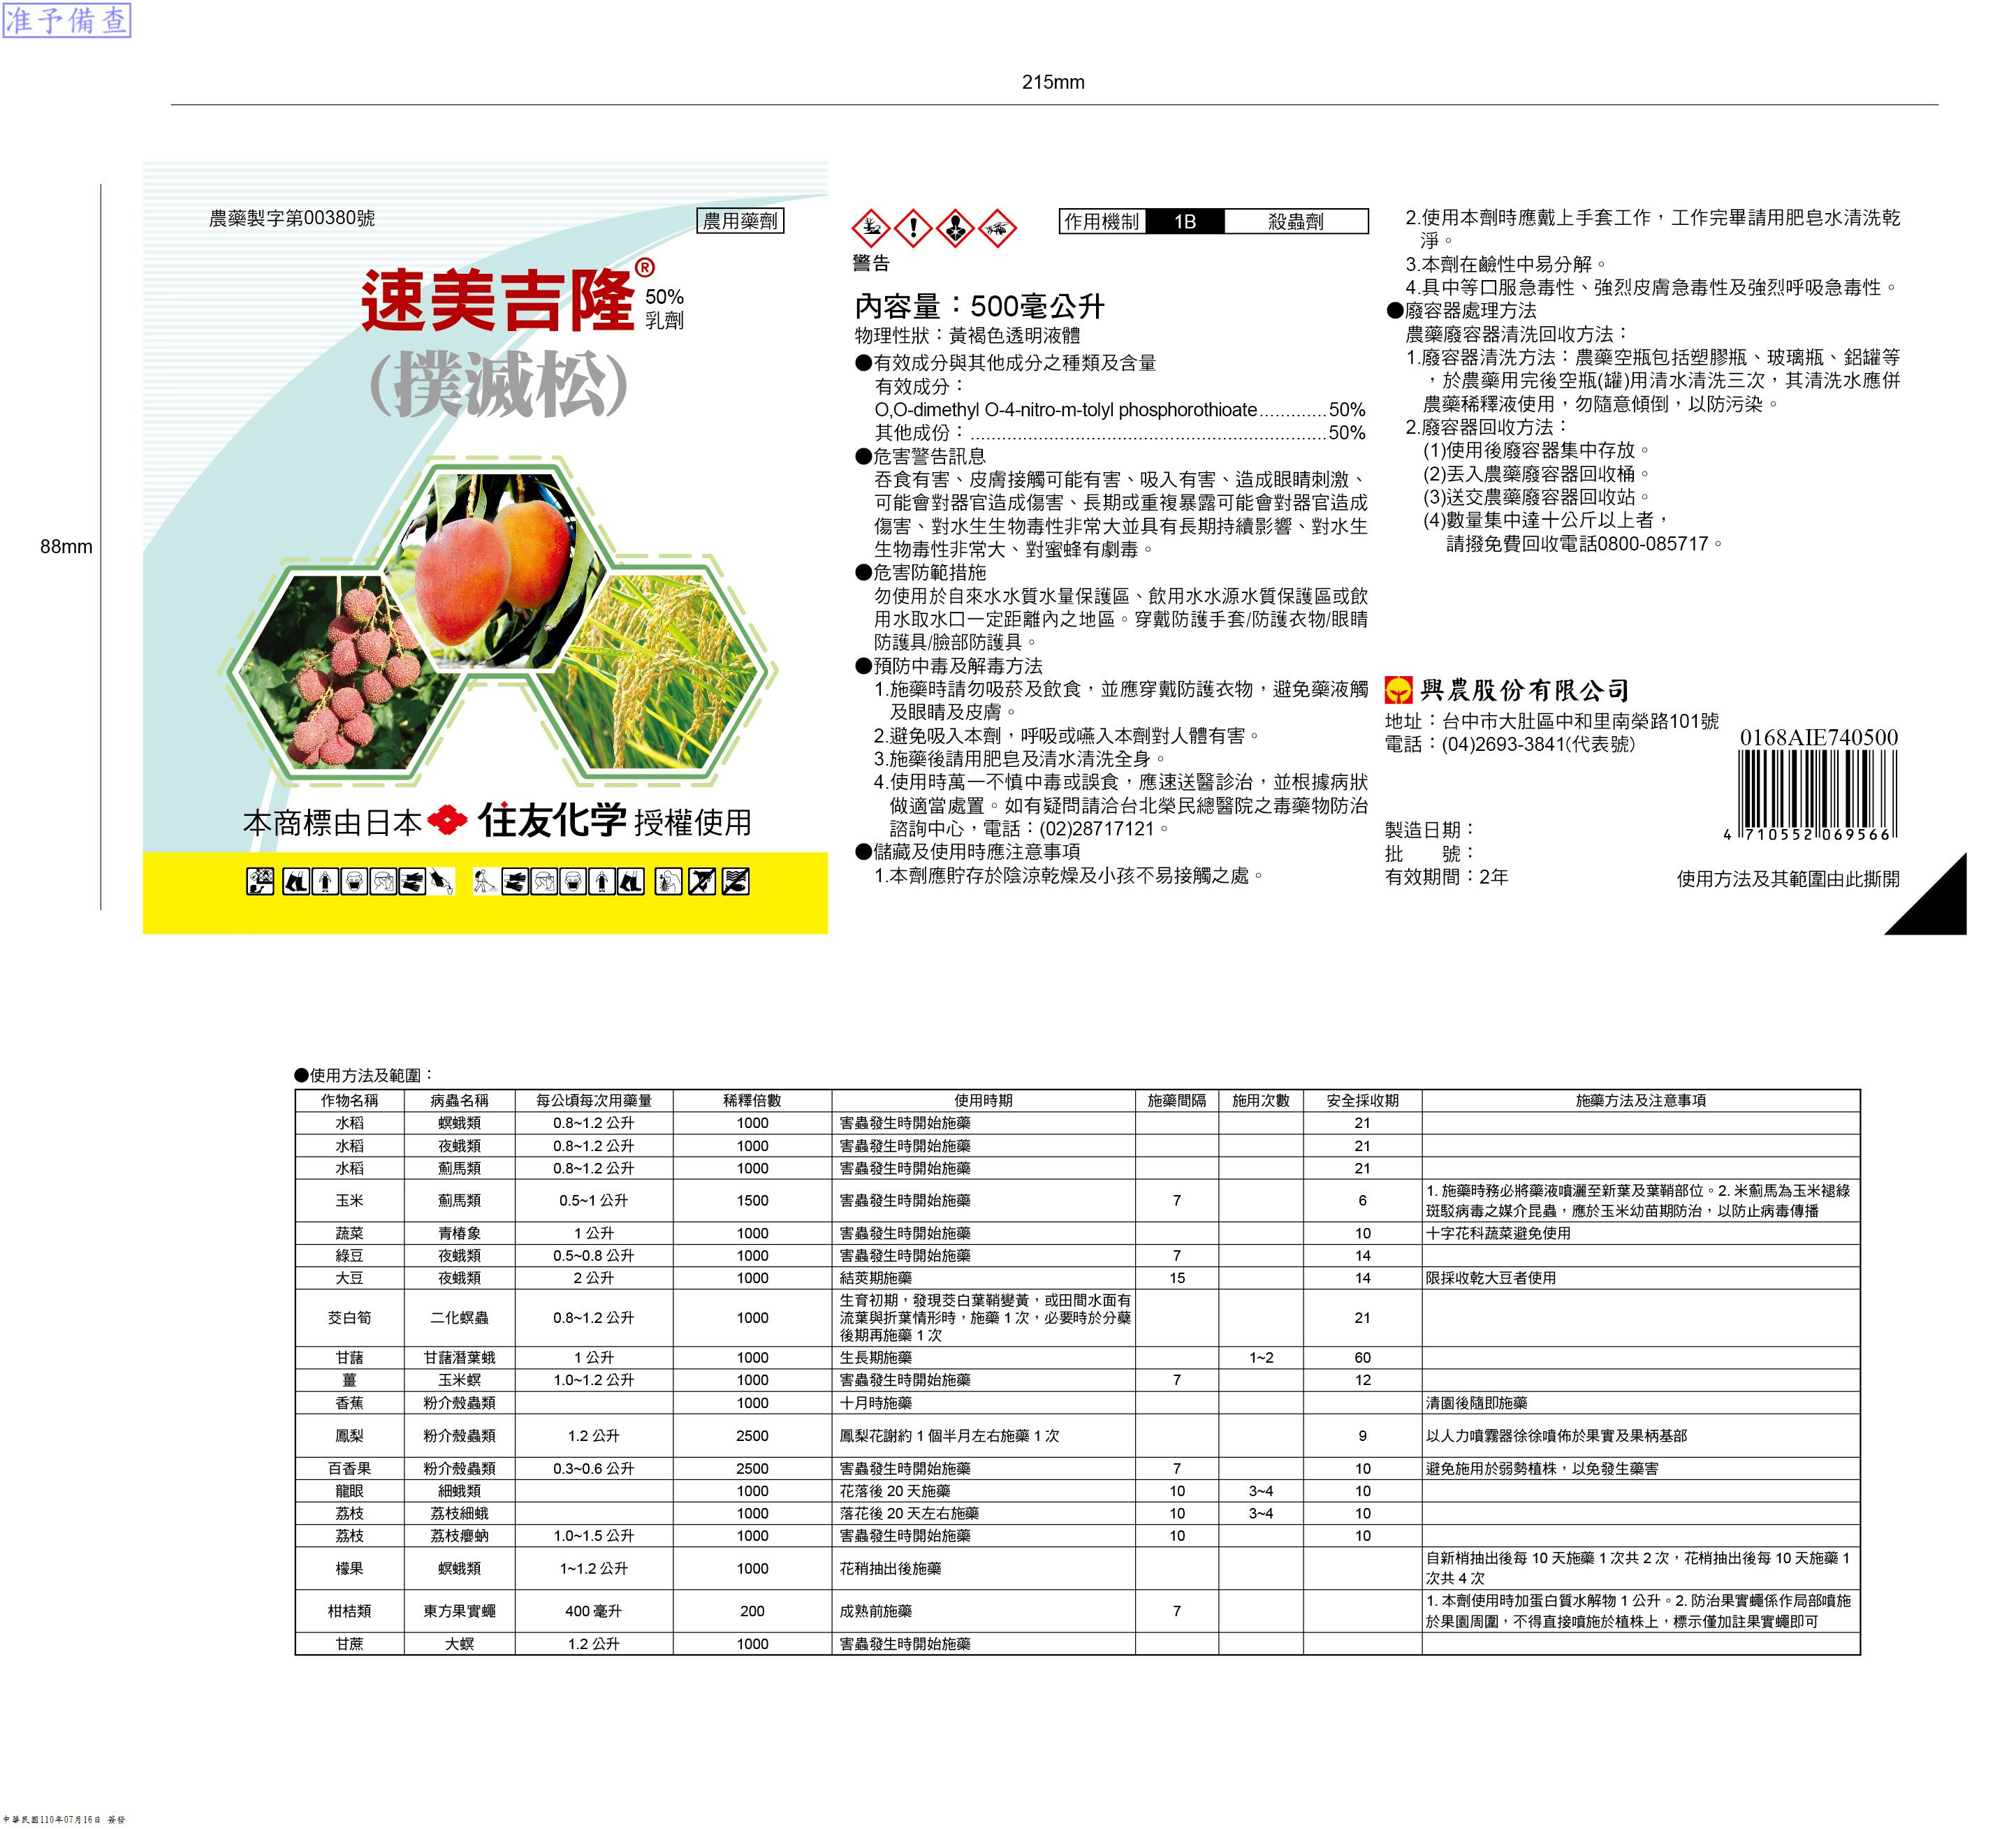 准予備查
215mm
88mm
農藥製字第00380號
農用藥劑
速美吉隆®
50%
乳劑
(撲滅松)
本商標由日本 住友化学 授權使用
警告
作用機制 1B 殺蟲劑
內容量：500毫公升
物理性狀：黃褐色透明液體
●有效成分與其他成分之種類及含量
有效成分：
O,O-dimethyl O-4-nitro-m-tolyl phosphorothioate.............50%
其他成份：....................................................................50%
●危害警告訊息
吞食有害、皮膚接觸可能有害、吸入有害、造成眼睛刺激、
可能會對器官造成傷害、長期或重複暴露可能會對器官造成
傷害、對水生生物毒性非常大並具有長期持續影響、對水生
生物毒性非常大、對蜜蜂有劇毒。
●危害防範措施
勿使用於自來水水質水量保護區、飲用水水源水質保護區或飲
用水取水口一定距離內之地區。穿戴防護手套/防護衣物/眼睛
防護具/臉部防護具。
●預防中毒及解毒方法
1.施藥時請勿吸菸及飲食，並應穿戴防護衣物，避免藥液觸
及眼睛及皮膚。
2.避免吸入本劑，呼吸或嚥入本劑對人體有害。
3.施藥後請用肥皂及清水清洗全身。
4.使用時萬一不慎中毒或誤食，應速送醫診治，並根據病狀
做適當處置。如有疑問請洽台北榮民總醫院之毒藥物防治
諮詢中心，電話：(02)28717121。
●儲藏及使用時應注意事項
1.本劑應貯存於陰涼乾燥及小孩不易接觸之處。
2.使用本劑時應戴上手套工作，工作完畢請用肥皂水清洗乾
淨。
3.本劑在鹼性中易分解。
4.具中等口服急毒性、強烈皮膚急毒性及強烈呼吸急毒性。
●廢容器處理方法
農藥廢容器清洗回收方法：
1.廢容器清洗方法：農藥空瓶包括塑膠瓶、玻璃瓶、鋁罐等
，於農藥用完後空瓶(罐)用清水清洗三次，其清洗水應併
農藥稀釋液使用，勿隨意傾倒，以防污染。
2.廢容器回收方法：
(1)使用後廢容器集中存放。
(2)丟入農藥廢容器回收桶。
(3)送交農藥廢容器回收站。
(4)數量集中達十公斤以上者，
請撥免費回收電話0800-085717。
興農股份有限公司
地址：台中市大肚區中和里南榮路101號
電話：(04)2693-3841(代表號)
0168AIE740500
4 710552 069566
製造日期：
批　　號：
有效期間：2年
使用方法及其範圍由此撕開
●使用方法及範圍：
作物名稱 病蟲名稱 每公頃每次用藥量 稀釋倍數 使用時期 施藥間隔 施用次數 安全採收期 施藥方法及注意事項
水稻 螟蛾類 0.8~1.2 公升 1000 害蟲發生時開始施藥 21
水稻 夜蛾類 0.8~1.2 公升 1000 害蟲發生時開始施藥 21
水稻 薊馬類 0.8~1.2 公升 1000 害蟲發生時開始施藥 21
玉米 薊馬類 0.5~1 公升 1500 害蟲發生時開始施藥 7 6 1. 施藥時務必將藥液噴灑至新葉及葉鞘部位。2. 米薊馬為玉米褪綠
斑駁病毒之媒介昆蟲，應於玉米幼苗期防治，以防止病毒傳播
蔬菜 青椿象 1 公升 1000 害蟲發生時開始施藥 10 十字花科蔬菜避免使用
綠豆 夜蛾類 0.5~0.8 公升 1000 害蟲發生時開始施藥 7 14
大豆 夜蛾類 2 公升 1000 結莢期施藥 15 14 限採收乾大豆者使用
茭白筍 二化螟蟲 0.8~1.2 公升 1000 生育初期，發現茭白葉鞘變黃，或田間水面有
流葉與折葉情形時，施藥 1 次，必要時於分蘗
後期再施藥 1 次 21
甘藷 甘藷潛葉蛾 1 公升 1000 生長期施藥 1~2 60
薑 玉米螟 1.0~1.2 公升 1000 害蟲發生時開始施藥 7 12
香蕉 粉介殼蟲類 1000 十月時施藥 清園後隨即施藥
鳳梨 粉介殼蟲類 1.2 公升 2500 鳳梨花謝約 1 個半月左右施藥 1 次 9 以人力噴霧器徐徐噴佈於果實及果柄基部
百香果 粉介殼蟲類 0.3~0.6 公升 2500 害蟲發生時開始施藥 7 10 避免施用於弱勢植株，以免發生藥害
龍眼 細蛾類 1000 花落後 20 天施藥 10 3~4 10
荔枝 荔枝細蛾 1000 落花後 20 天左右施藥 10 3~4 10
荔枝 荔枝癭蚋 1.0~1.5 公升 1000 害蟲發生時開始施藥 10 10
檬果 螟蛾類 1~1.2 公升 1000 花梢抽出後施藥 自新梢抽出後每 10 天施藥 1 次共 2 次，花梢抽出後每 10 天施藥 1
次共 4 次
柑桔類 東方果實蠅 400 毫升 200 成熟前施藥 7 1. 本劑使用時加蛋白質水解物 1 公升。2. 防治果實蠅係作局部噴施
於果園周圍，不得直接噴施於植株上，標示僅加註果實蠅即可
甘蔗 大螟 1.2 公升 1000 害蟲發生時開始施藥
中華民國110年07月16日 簽發